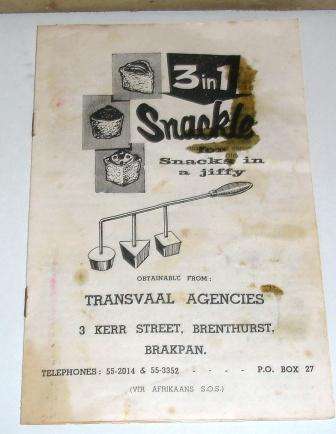 3 in 1
Snackle
for
Snacks in
a jiffy
OBTAINABLE FROM:
TRANSVAAL AGENCIES
3 KERR STREET, BRENTHURST,
BRAKPAN.
TELEPHONES: 55-2014 & 55-3352 - - - - P.O. BOX 27
(VIR AFRIKAANS S.O.S.)